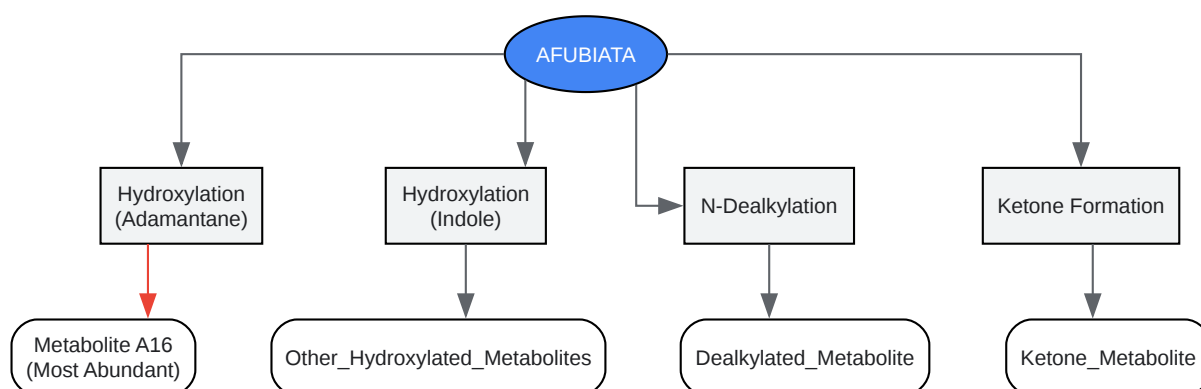 AFUBIATA
Hydroxylation
(Adamantane)
Hydroxylation
(Indole)
N-Dealkylation
Ketone Formation
Metabolite A16
(Most Abundant)
Other_Hydroxylated_Metabolites
Dealkylated_Metabolite
Ketone_Metabolite